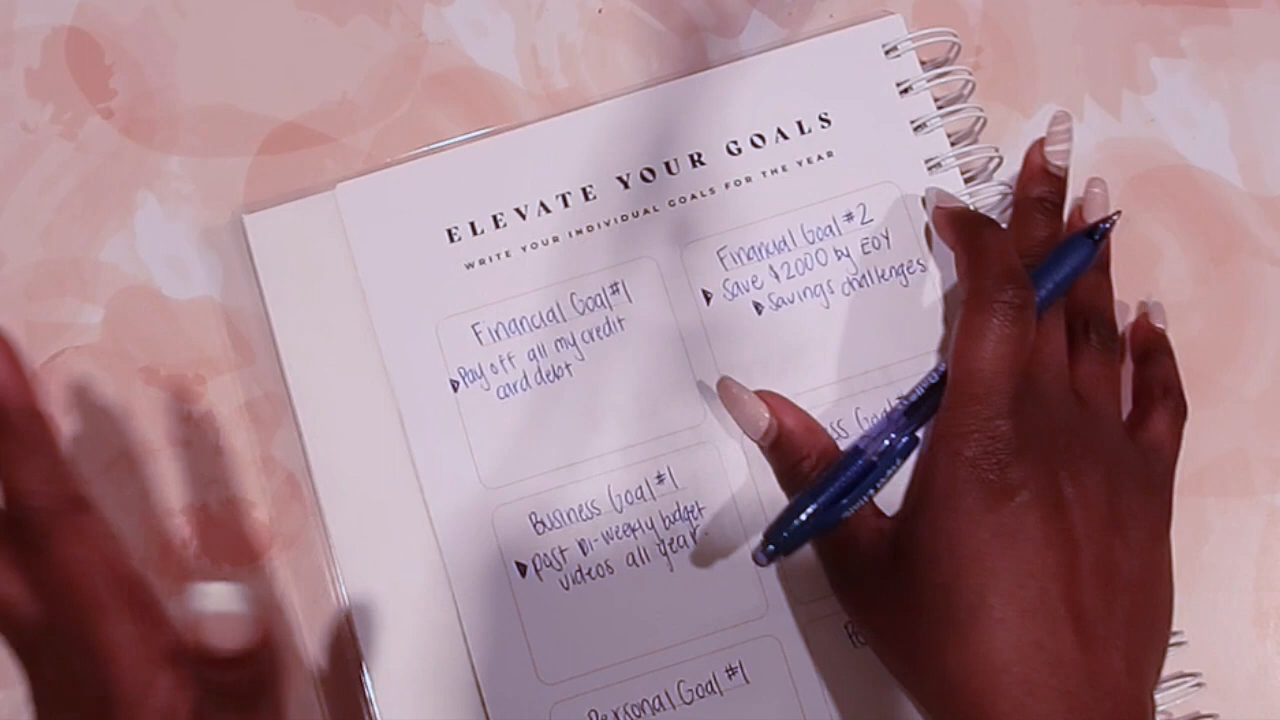 ELEVATE YOUR GOALS
WRITE YOUR INDIVIDUAL GOALS FOR THE YEAR
Financial Goal #1
Pay off all my credit
card debt
Financial Goal #2
Save $2000 by EOY
Savings challenges
Business Goal #1
Post bi-weekly budget
videos all year.
Goal
Personal Goal #1